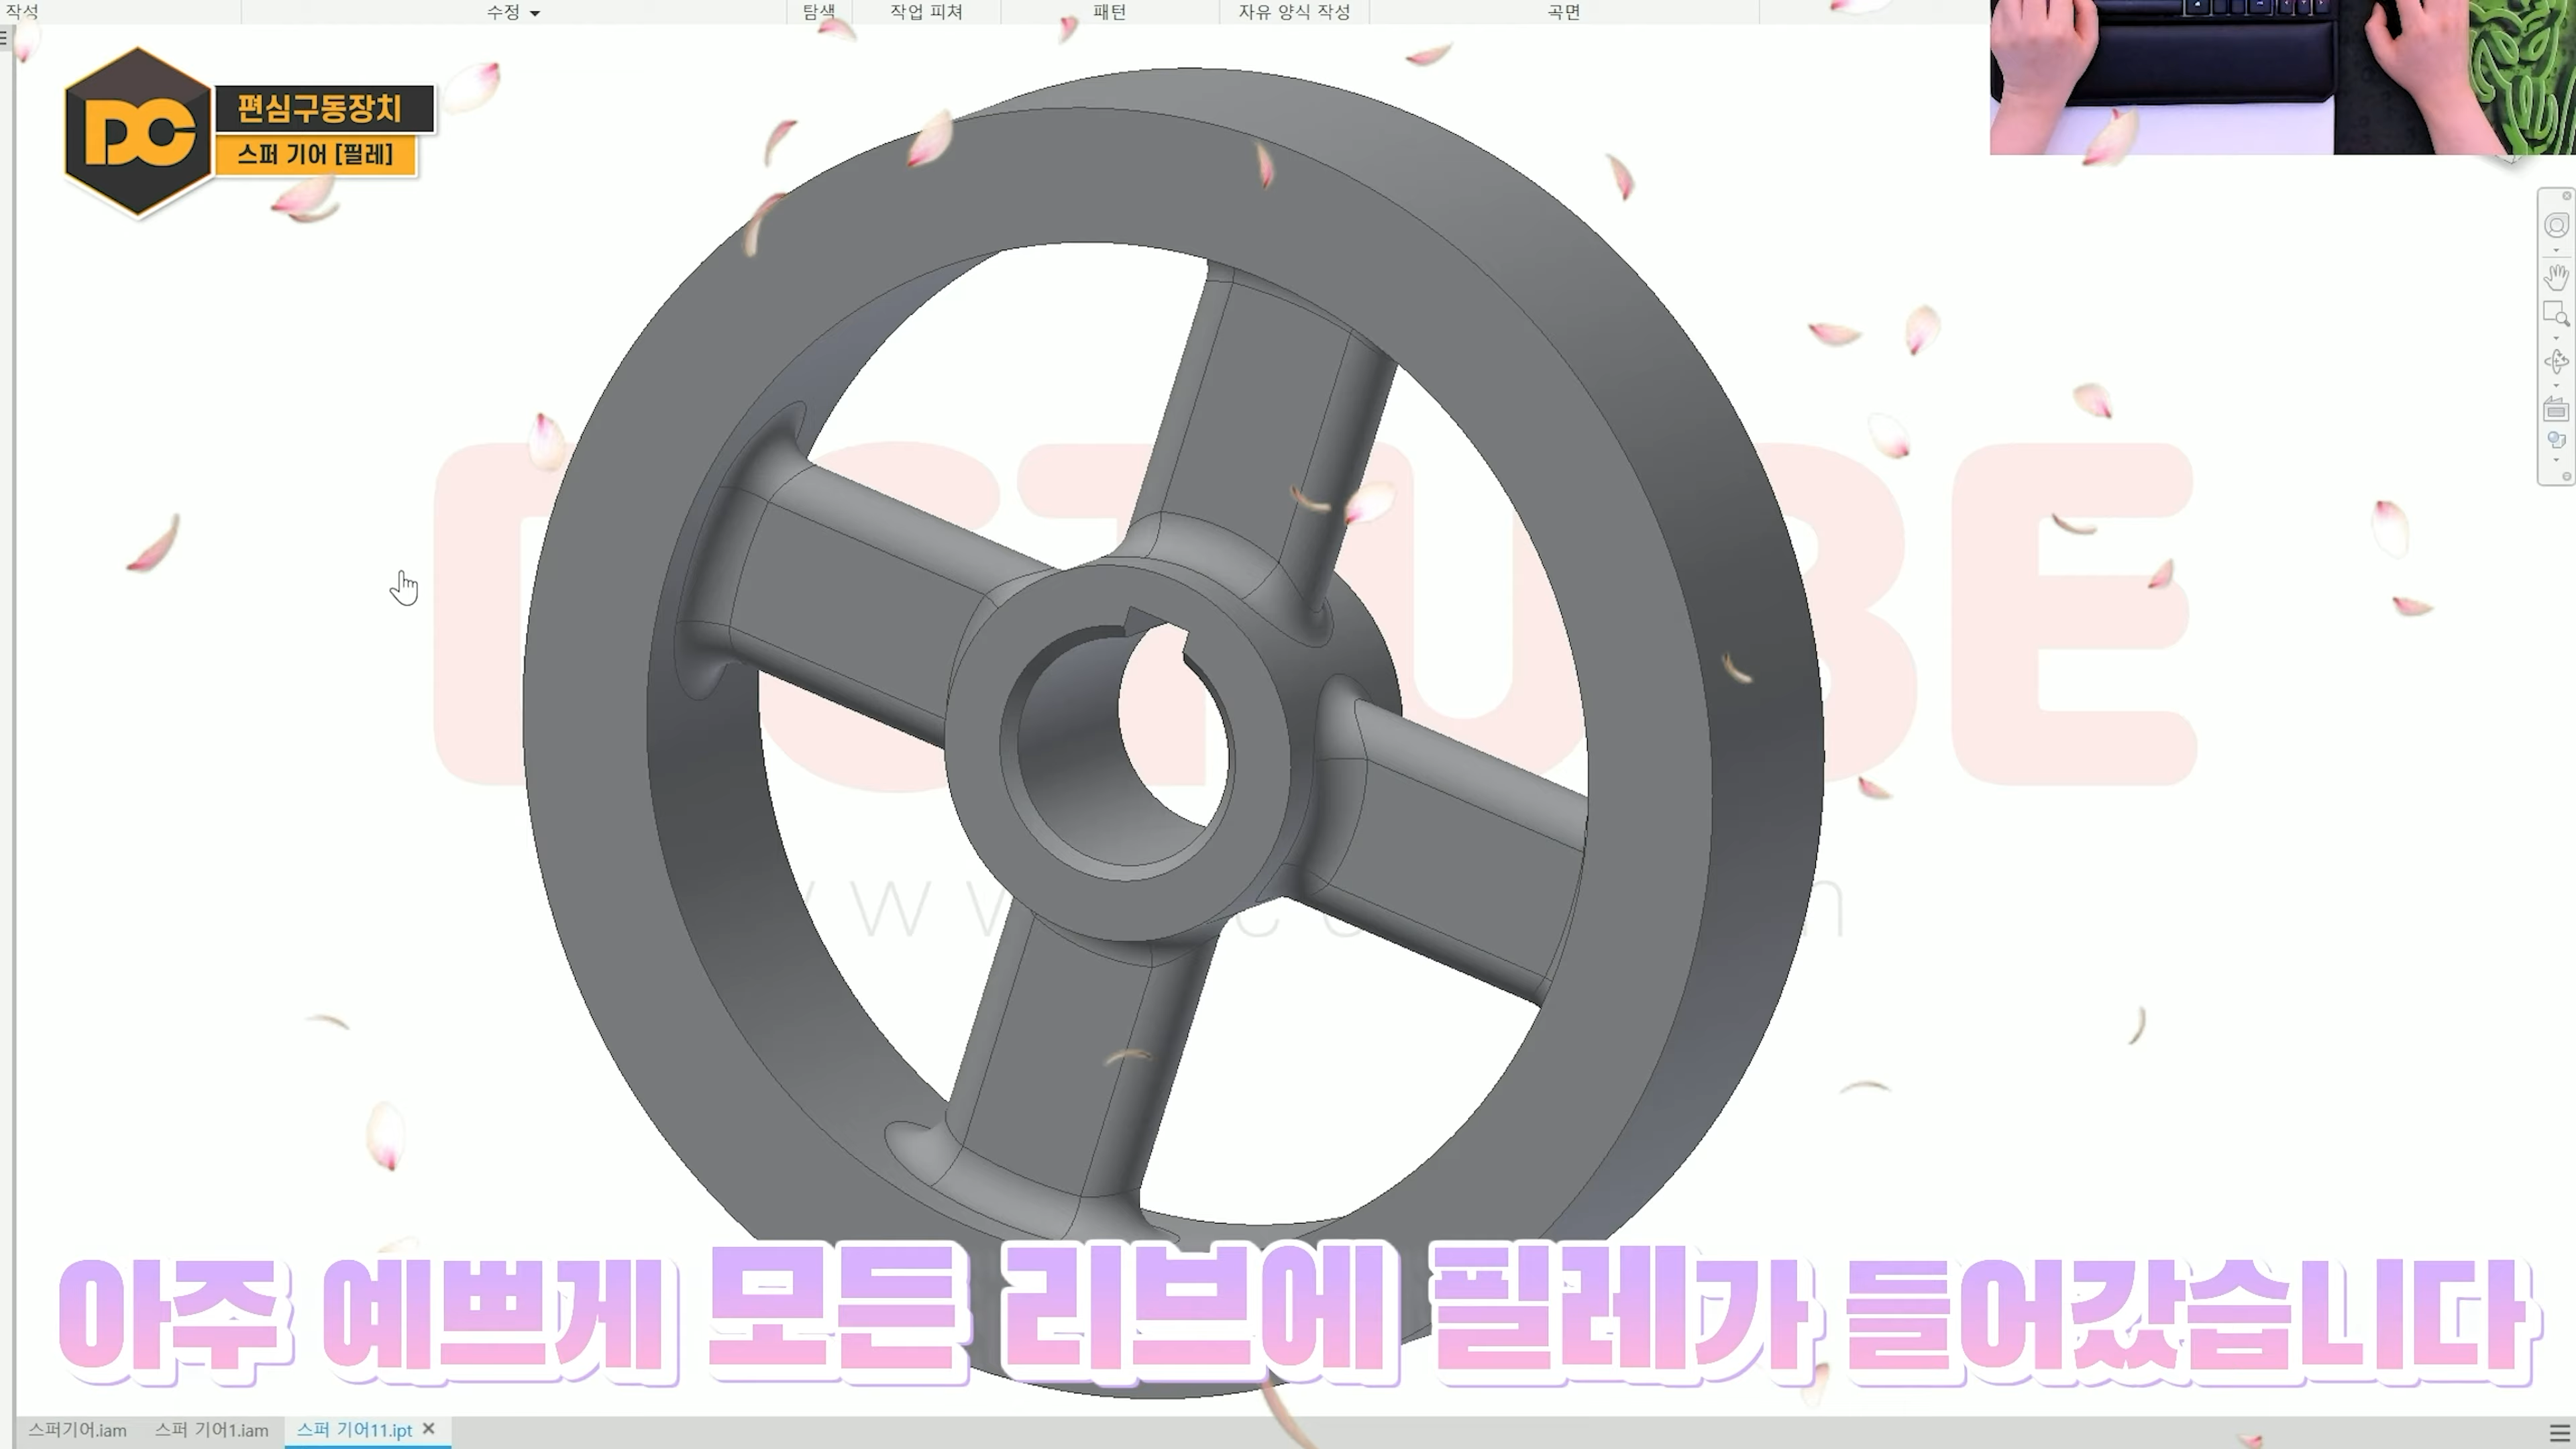 작성
수정
탐색
작업 피쳐
패턴
자유 양식 작성
곡면
DC
편심구동장치
스퍼 기어 [필레]
아주 예쁘게 모든 리브에 필레가 들어갔습니다
스퍼기어.iam
스퍼 기어1.iam
스퍼 기어11.ipt